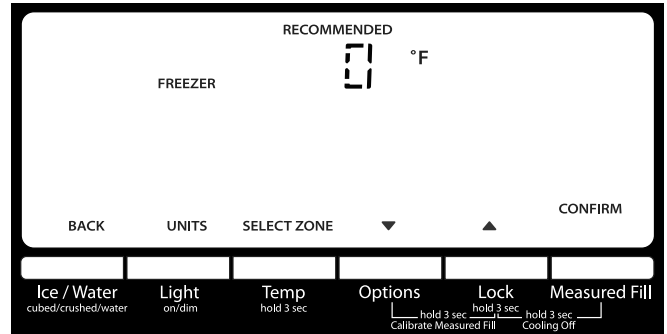 RECOMMENDED
0 °F
FREEZER
BACK UNITS SELECT ZONE ▼ ▲ CONFIRM
Ice / Water Light Temp Options Lock Measured Fill
cubed/crushed/water on/dim hold 3 sec hold 3 sec
hold 3 sec hold 3 sec
Calibrate Measured Fill Cooling Off